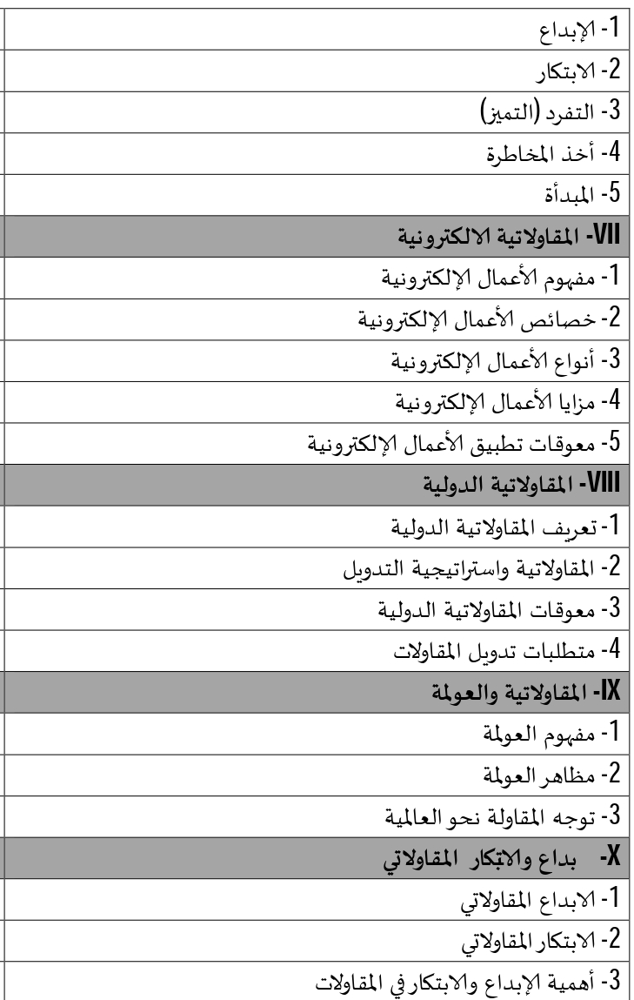 1- الإبداع
2- الابتكار
3- التفرد (التميز)
4- أخذ المخاطرة
5- المبدأة
VII- المقاولاتية الالكترونية
1- مفهوم الأعمال الإلكترونية
2- خصائص الأعمال الإلكترونية
3- أنواع الأعمال الإلكترونية
4- مزايا الأعمال الإلكترونية
5- معوقات تطبيق الأعمال الإلكترونية
VIII- المقاولاتية الدولية
1- تعريف المقاولاتية الدولية
2- المقاولاتية واستراتيجية التدويل
3- معوقات المقاولاتية الدولية
4- متطلبات تدويل المقاولات
IX- المقاولاتية والعولمة
1- مفهوم العولمة
2- مظاهر العولمة
3- توجه المقاولة نحو العالمية
X- بداع والابتكار المقاولاتي
1- الابداع المقاولاتي
2- الابتكار المقاولاتي
3- أهمية الإبداع والابتكار في المقاولات